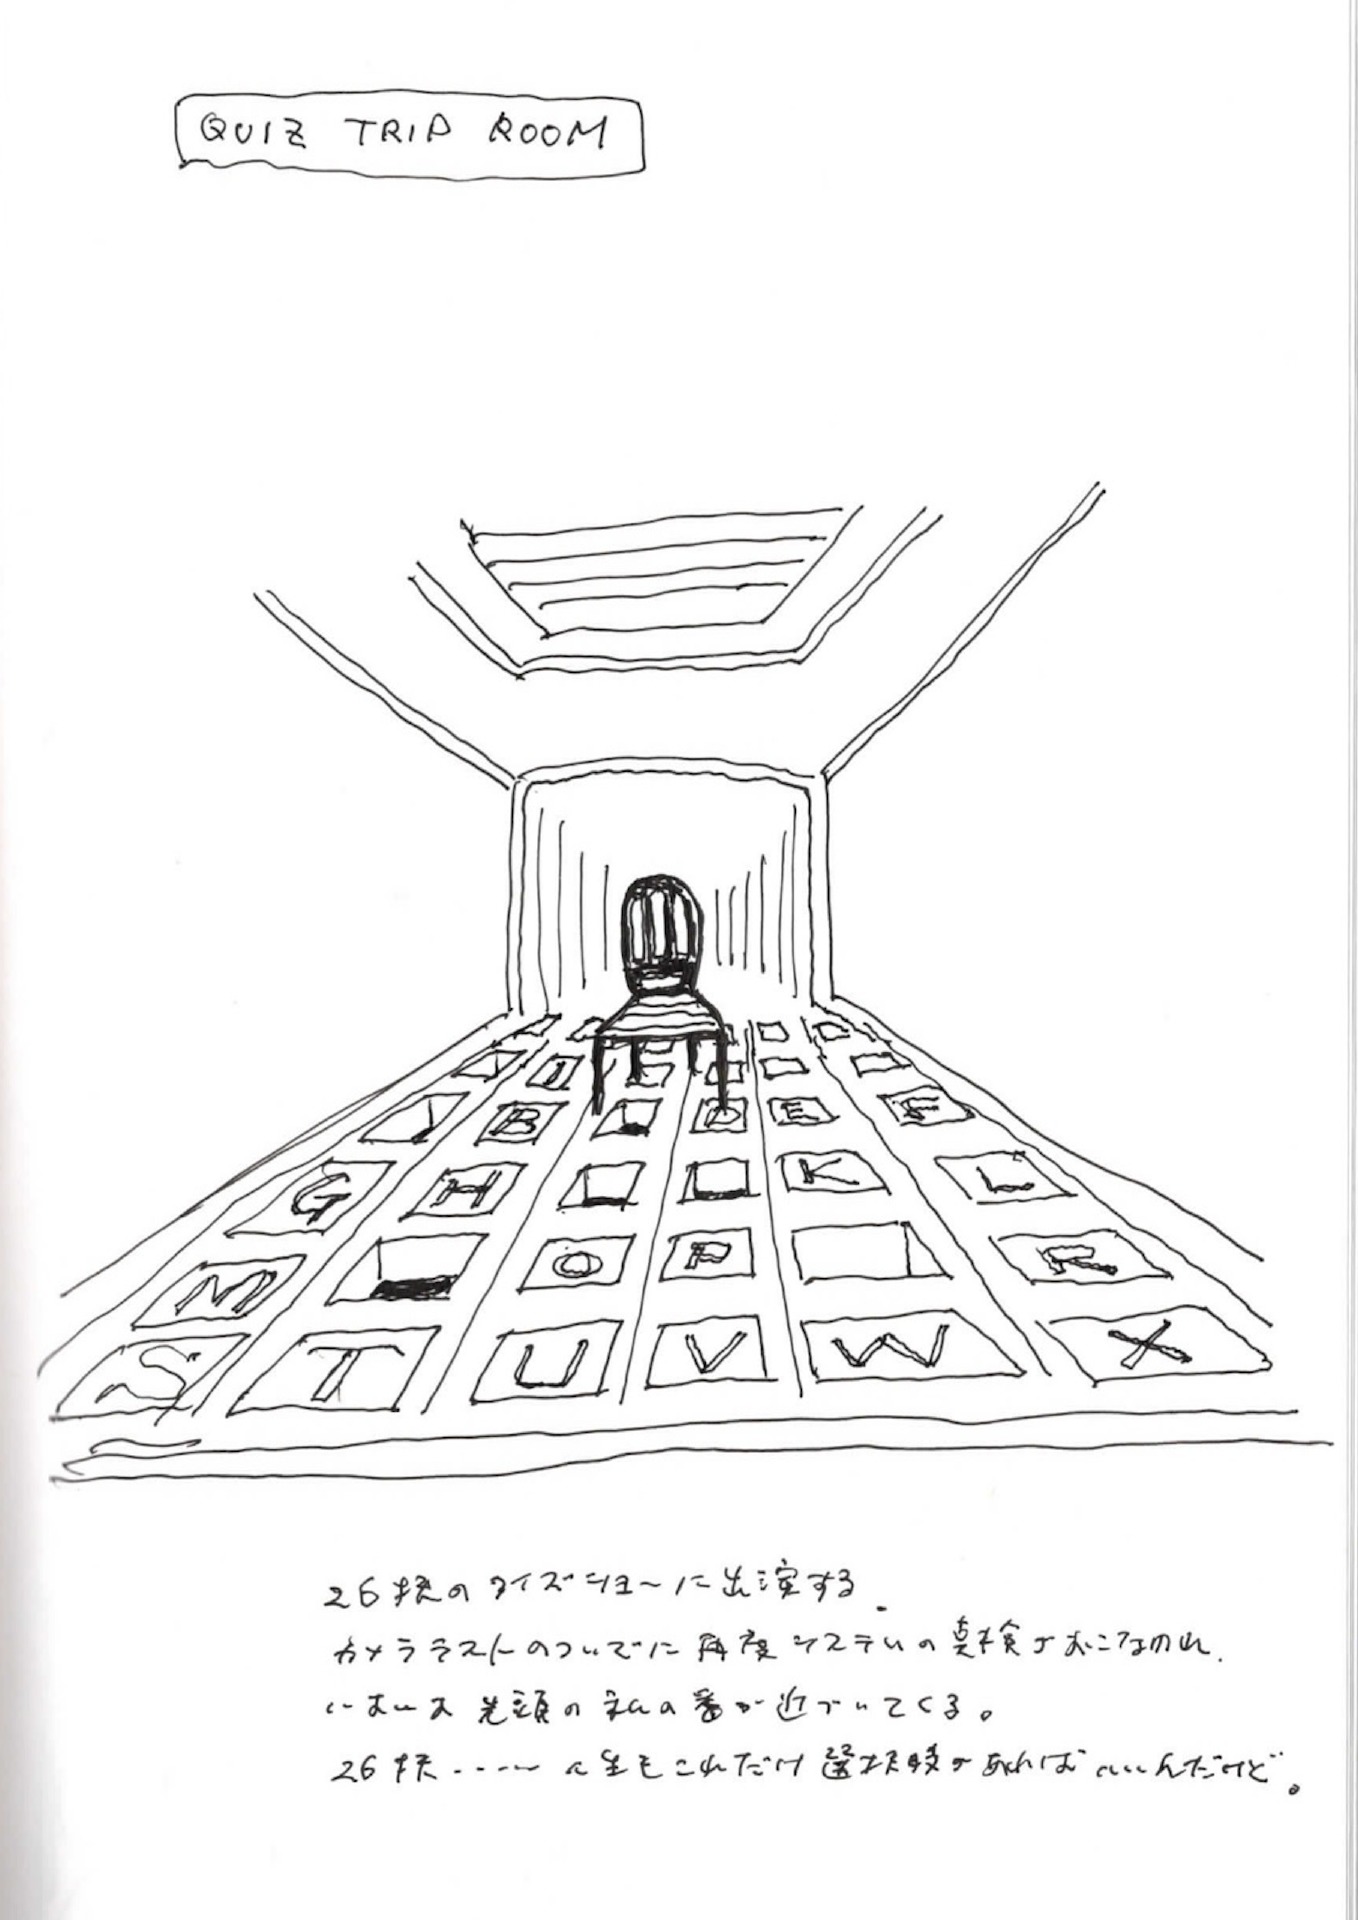 QUIZ TRIP ROOM
B D E F
G H K L
M O P R
S T U V W X
26択のクイズショーに出演する.
カメラテストのついでに再度システムの点検がおこなわれ.
いよいよ先頭の私の番が近づいてくる。
26択・・・・人生もこれだけ選択肢があればいいんだけど。